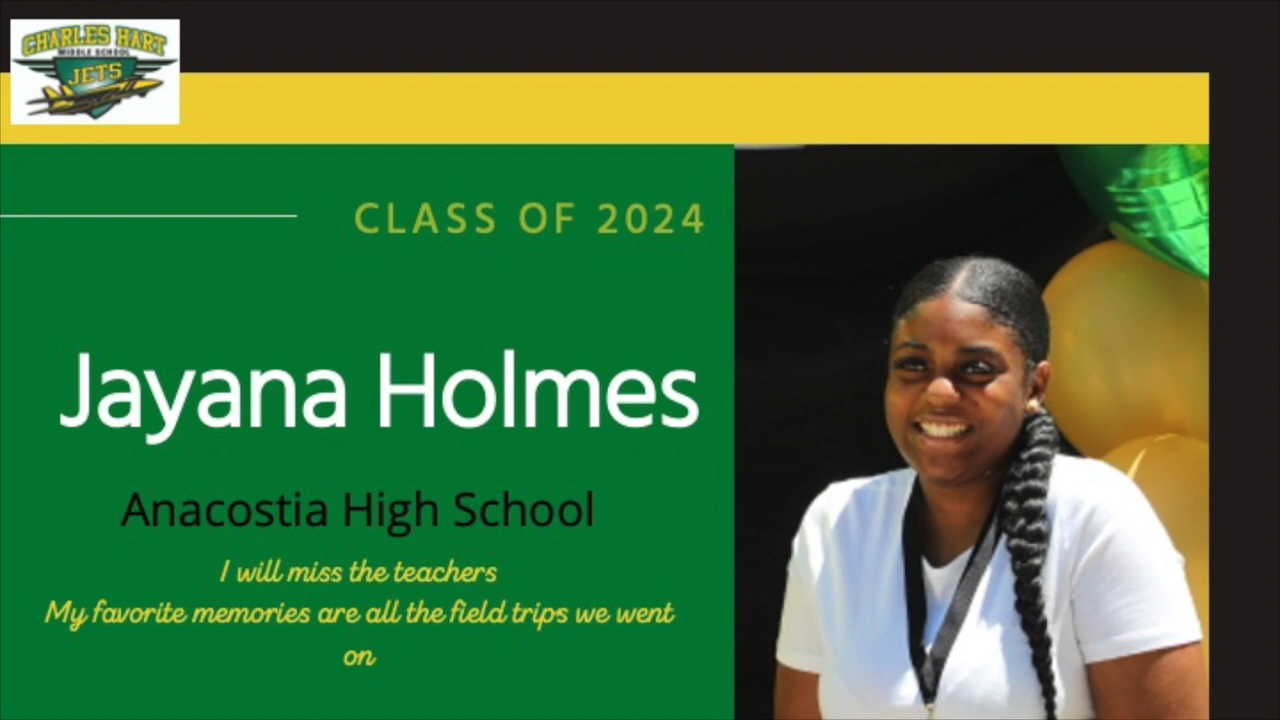 CHARLES HART
MIDDLE SCHOOL
JETS
CLASS OF 2024
Jayana Holmes
Anacostia High School
I will miss the teachers
My favorite memories are all the field trips we went
on